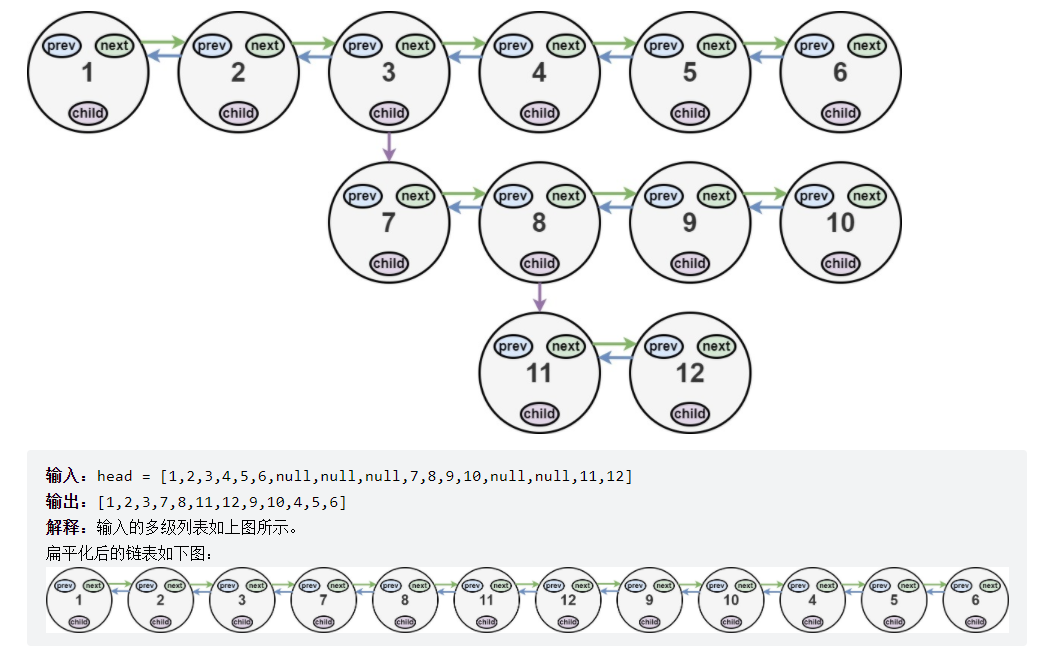 prev next prev next prev next prev next prev next prev next
1 2 3 4 5 6
child child child child child child
prev next prev next prev next prev next
7 8 9 10
child child child child
prev next prev next
11 12
child child
输入：head = [1,2,3,4,5,6,null,null,null,7,8,9,10,null,null,11,12]
输出：[1,2,3,7,8,11,12,9,10,4,5,6]
解释：输入的多级列表如上图所示。
扁平化后的链表如下图：
prev next prev next prev next prev next prev next prev next prev next prev next prev next prev next prev next prev next
1 2 3 7 8 11 12 9 10 4 5 6
child child child child child child child child child child child child